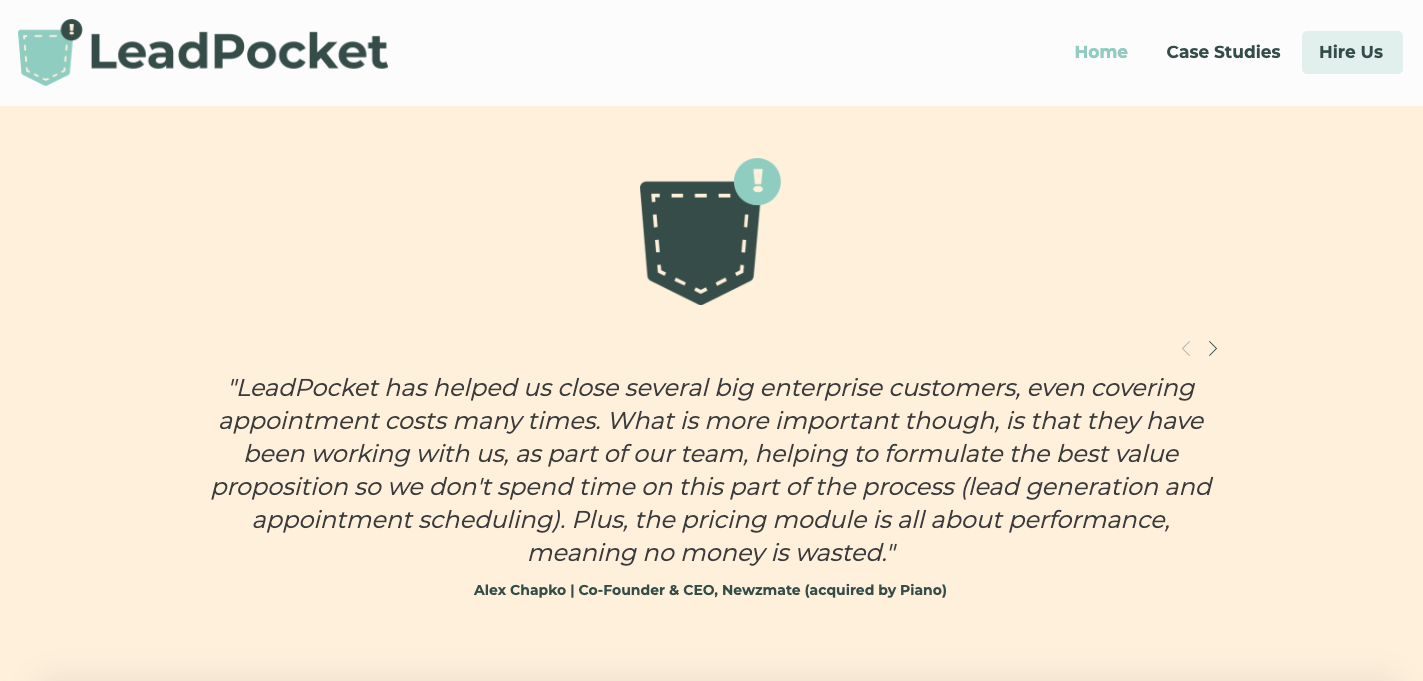 !
LeadPocket
Home Case Studies Hire Us
!
"LeadPocket has helped us close several big enterprise customers, even covering
appointment costs many times. What is more important though, is that they have
been working with us, as part of our team, helping to formulate the best value
proposition so we don't spend time on this part of the process (lead generation and
appointment scheduling). Plus, the pricing module is all about performance,
meaning no money is wasted."
Alex Chapko | Co-Founder & CEO, Newzmate (acquired by Piano)